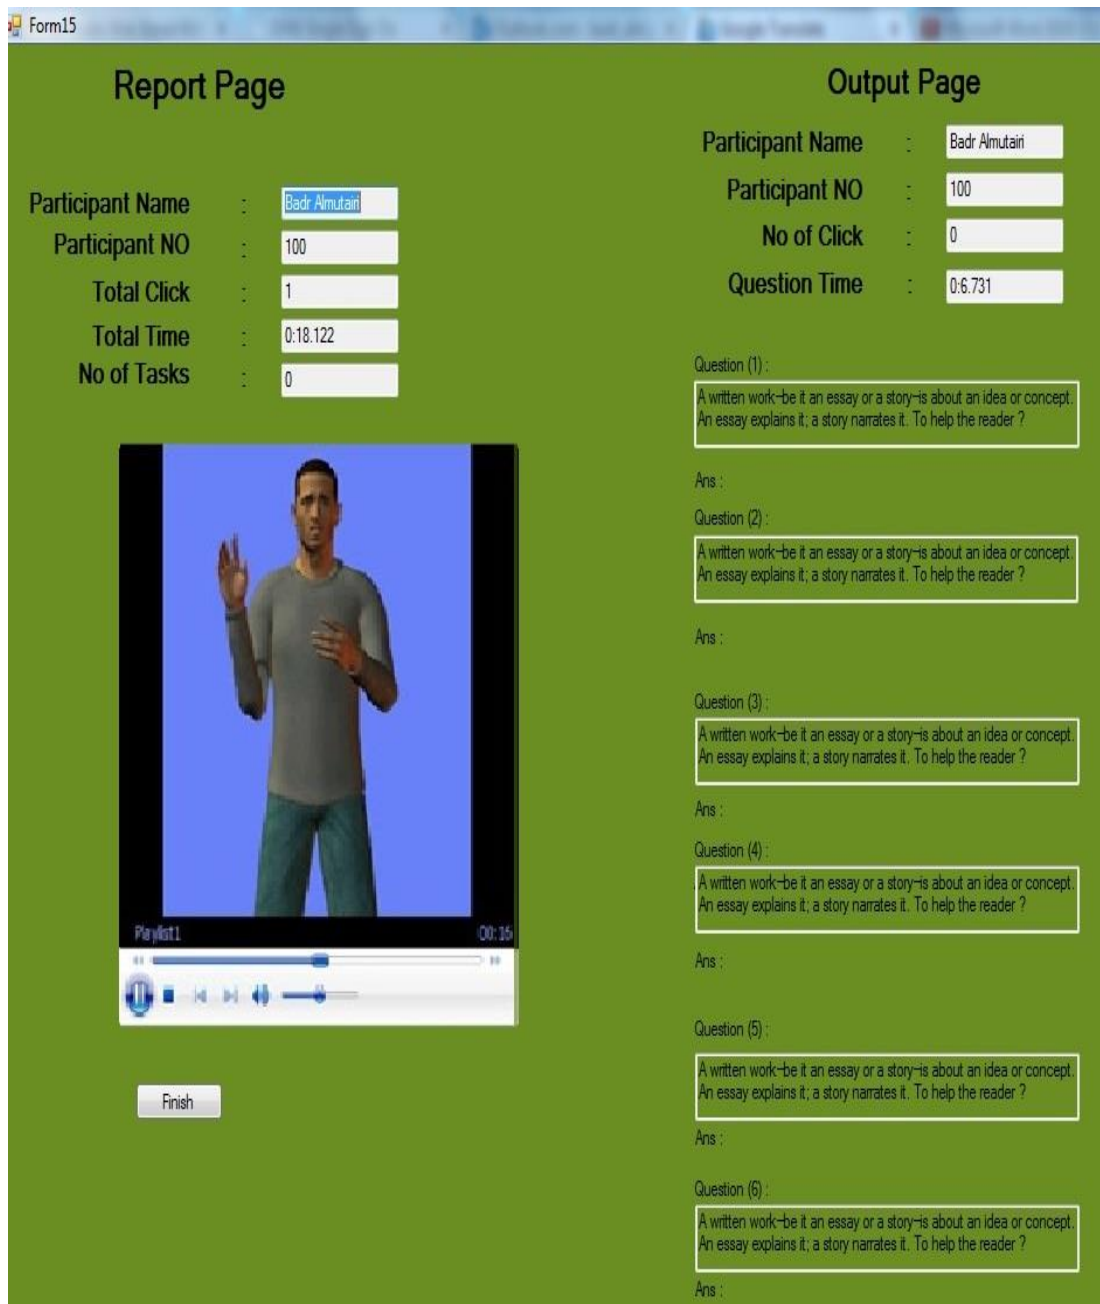 Form15
Report Page
Participant Name : Badr Almutairi
Participant NO : 100
Total Click : 1
Total Time : 0:18.122
No of Tasks : 0
Playlist1 00:16
Finish
Output Page
Participant Name : Badr Almutairi
Participant NO : 100
No of Click : 0
Question Time : 0:6.731
Question (1) :
A written work-be it an essay or a story-is about an idea or concept.
An essay explains it; a story narrates it. To help the reader ?
Ans :
Question (2) :
A written work-be it an essay or a story-is about an idea or concept.
An essay explains it; a story narrates it. To help the reader ?
Ans :
Question (3) :
A written work-be it an essay or a story-is about an idea or concept.
An essay explains it; a story narrates it. To help the reader ?
Ans :
Question (4) :
A written work-be it an essay or a story-is about an idea or concept.
An essay explains it; a story narrates it. To help the reader ?
Ans :
Question (5) :
A written work-be it an essay or a story-is about an idea or concept.
An essay explains it; a story narrates it. To help the reader ?
Ans :
Question (6) :
A written work-be it an essay or a story-is about an idea or concept.
An essay explains it; a story narrates it. To help the reader ?
Ans :